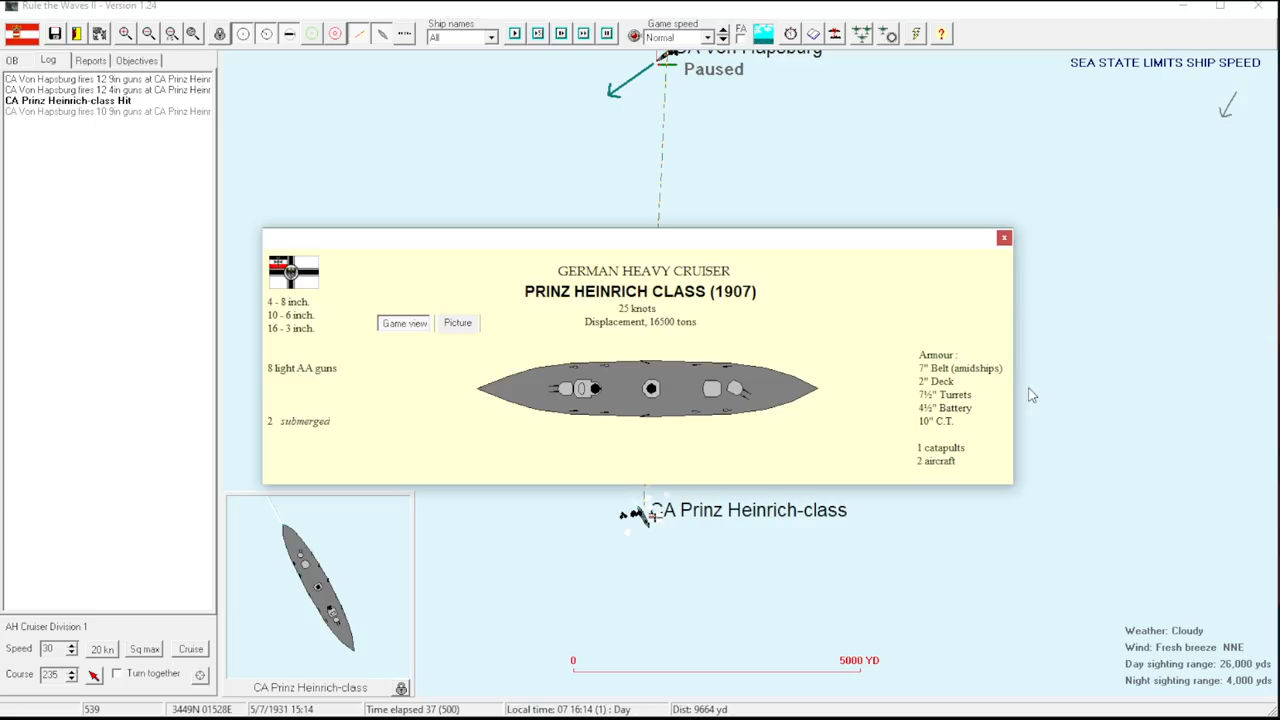 Rule the Waves II - Version 1.24
Ship names
All
Game speed
Normal
FA
OB
Log
Reports
Objectives
CA Von Hapsburg fires 12 9in guns at CA Prinz Heinr
CA Von Hapsburg fires 12 4in guns at CA Prinz Heinr
CA Prinz Heinrich-class Hit
CA Von Hapsburg fires 10 9in guns at CA Prinz Heinr
CA Von Hapsburg
Paused
SEA STATE LIMITS SHIP SPEED
x
GERMAN HEAVY CRUISER
PRINZ HEINRICH CLASS (1907)
25 knots
Displacement, 16500 tons
4 - 8 inch.
10 - 6 inch.
16 - 3 inch.
Game view
Picture
8 light AA guns
2 submerged
Armour :
7" Belt (amidships)
2" Deck
7½" Turrets
4½" Battery
10" C.T.
1 catapults
2 aircraft
CA Prinz Heinrich-class
CA Prinz Heinrich-class
AH Cruiser Division 1
Speed
30
20 kn
Sq max
Cruise
Course
235
Turn together
0
5000 YD
Weather: Cloudy
Wind: Fresh breeze NNE
Day sighting range: 26,000 yds
Night sighting range: 4,000 yds
539
3449N 01528E
5/7/1931 15:14
Time elapsed 37 (500)
Local time: 07 16:14 (1) : Day
Dist: 9664 yd